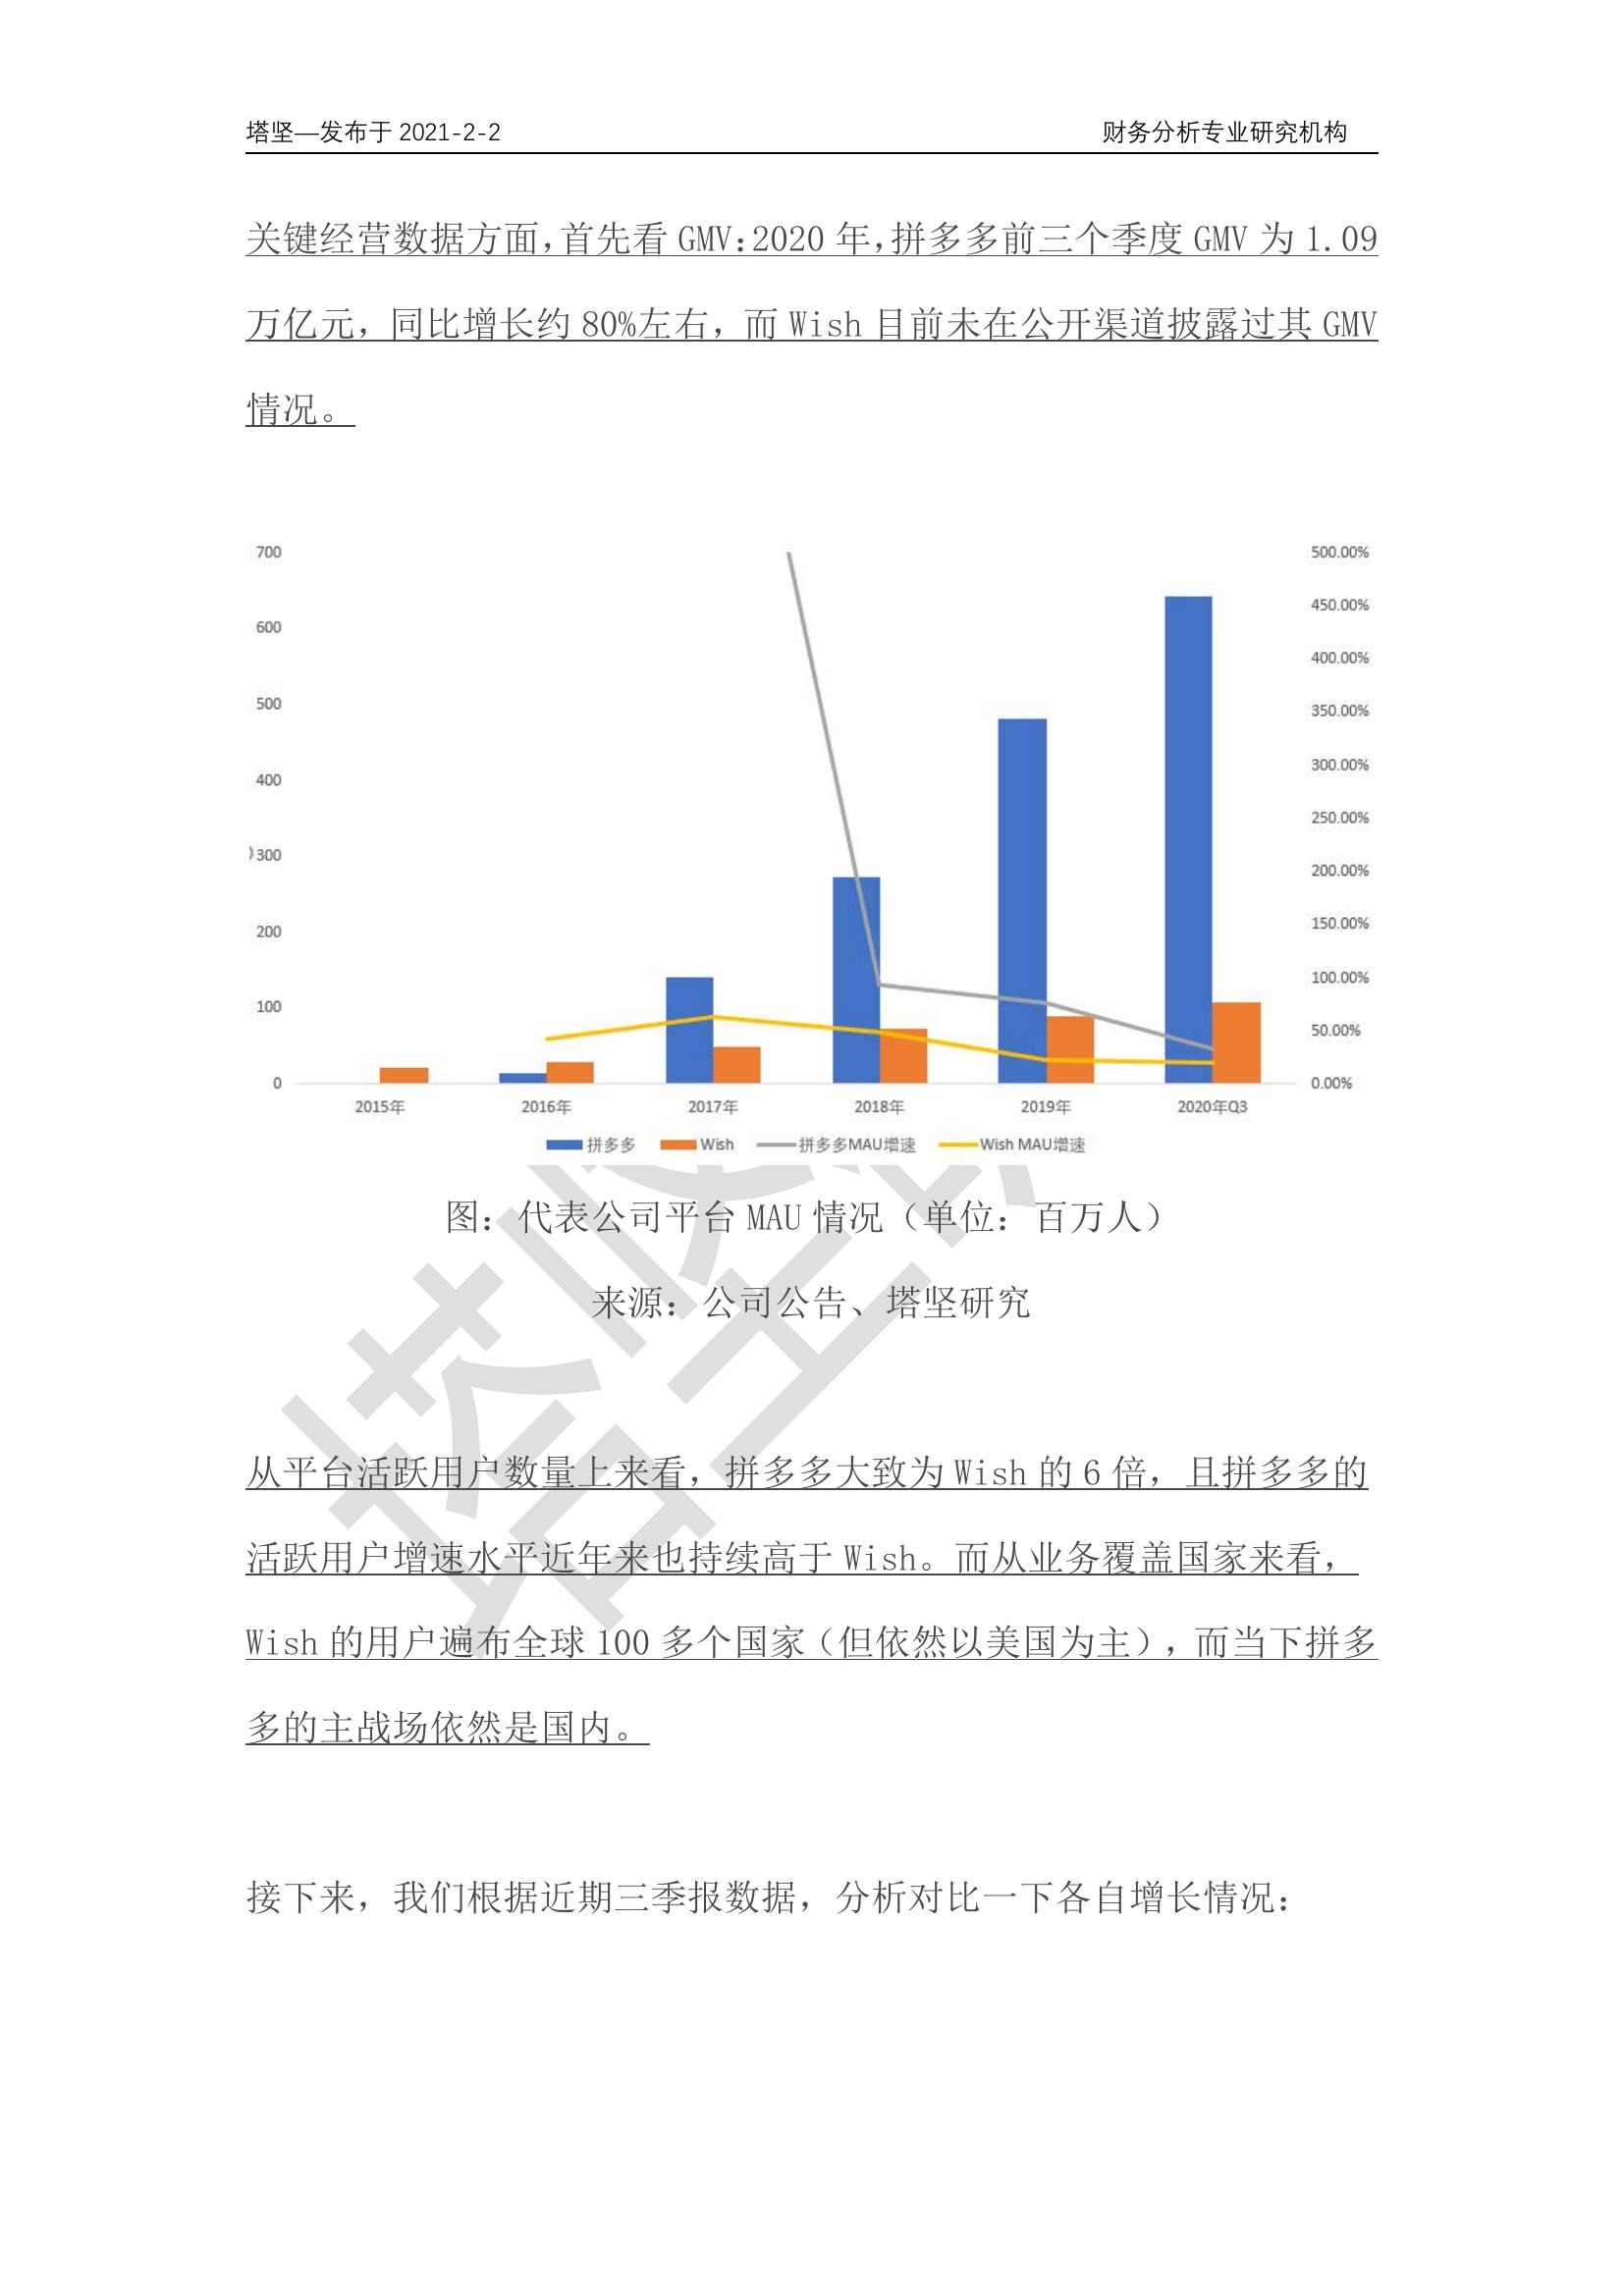 塔坚—发布于 2021-2-2 财务分析专业研究机构
关键经营数据方面，首先看 GMV：2020 年，拼多多前三个季度 GMV 为 1.09
万亿元，同比增长约 80%左右，而 Wish 目前未在公开渠道披露过其 GMV
情况。
700 500.00%
450.00%
600
400.00%
500 350.00%
400 300.00%
250.00%
300
200.00%
200 150.00%
100 100.00%
50.00%
0 0.00%
2015年 2016年 2017年 2018年 2019年 2020年Q3
拼多多 Wish 拼多多MAU增速 Wish MAU增速
图：代表公司平台 MAU 情况（单位：百万人）
来源：公司公告、塔坚研究
从平台活跃用户数量上来看，拼多多大致为 Wish 的 6 倍，且拼多多的
活跃用户增速水平近年来也持续高于 Wish。而从业务覆盖国家来看，
Wish 的用户遍布全球 100 多个国家（但依然以美国为主），而当下拼多
多的主战场依然是国内。
接下来，我们根据近期三季报数据，分析对比一下各自增长情况：
塔坚